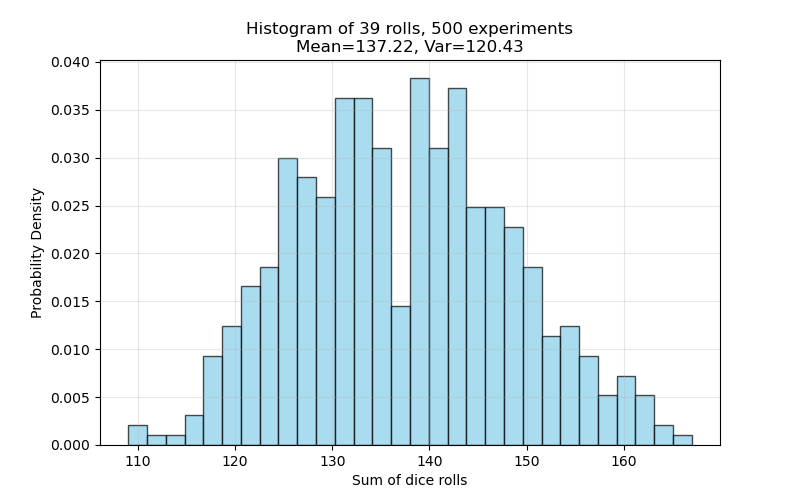 Histogram of 39 rolls, 500 experiments
Mean=137.22, Var=120.43
0.040
0.035
0.030
0.025
0.020
0.015
0.010
0.005
0.000
Probability Density
110 120 130 140 150 160
Sum of dice rolls